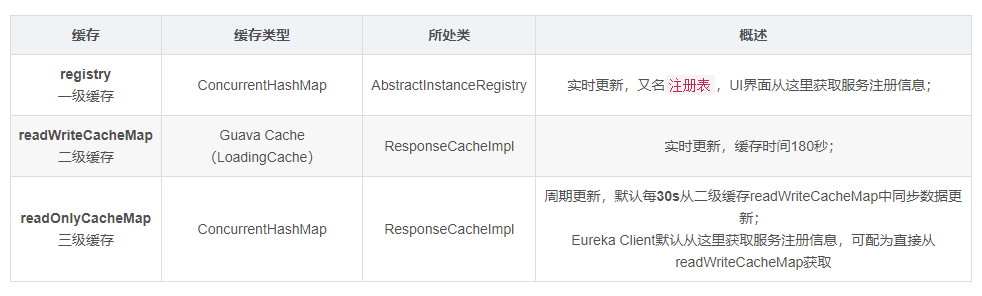 缓存 缓存类型 所处类 概述
registry
一级缓存
ConcurrentHashMap
AbstractInstanceRegistry
实时更新，又名 注册表 ，UI界面从这里获取服务注册信息；
readWriteCacheMap
二级缓存
Guava Cache
（LoadingCache）
ResponseCacheImpl
实时更新，缓存时间180秒；
readOnlyCacheMap
三级缓存
ConcurrentHashMap
ResponseCacheImpl
周期更新，默认每30s从二级缓存readWriteCacheMap中同步数据更
新；
Eureka Client默认从这里获取服务注册信息，可配为直接从
readWriteCacheMap获取